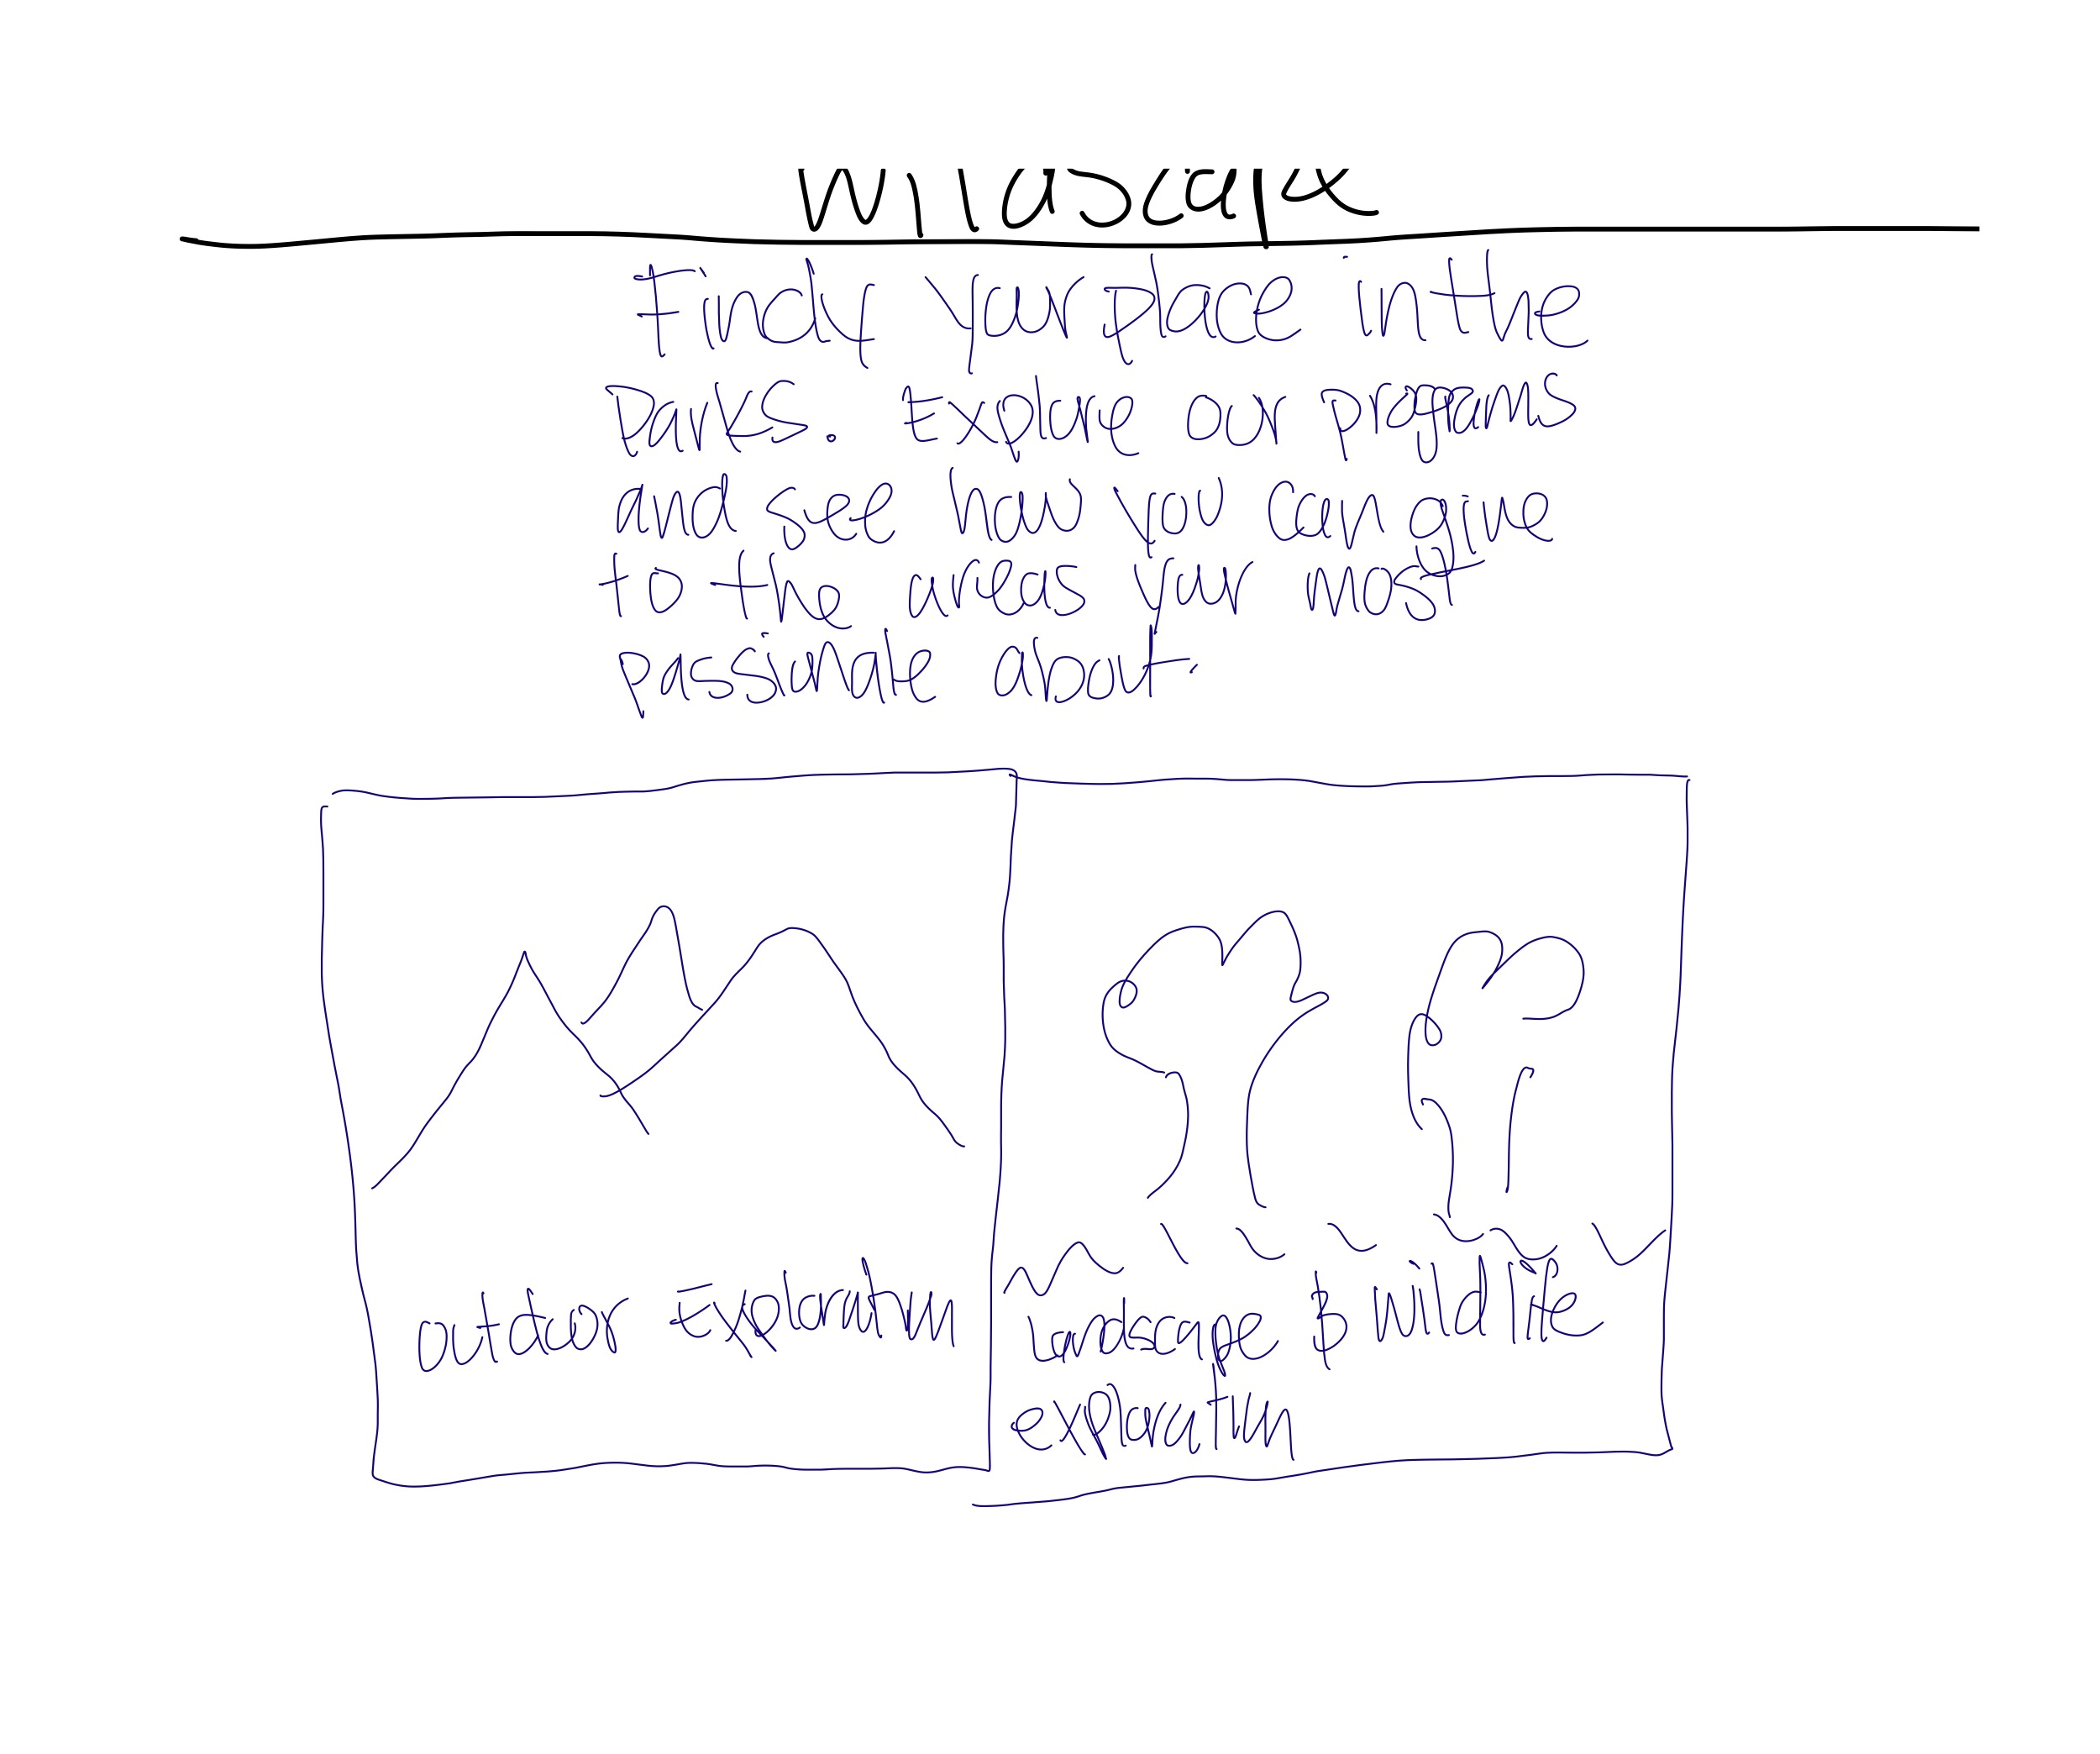 Wildscape
Find your place in the
Parks. Explore our programs
and see how you can give
to the areas your most
passionate about.
outdoor Exploration
Landscape & wildlife
exploration